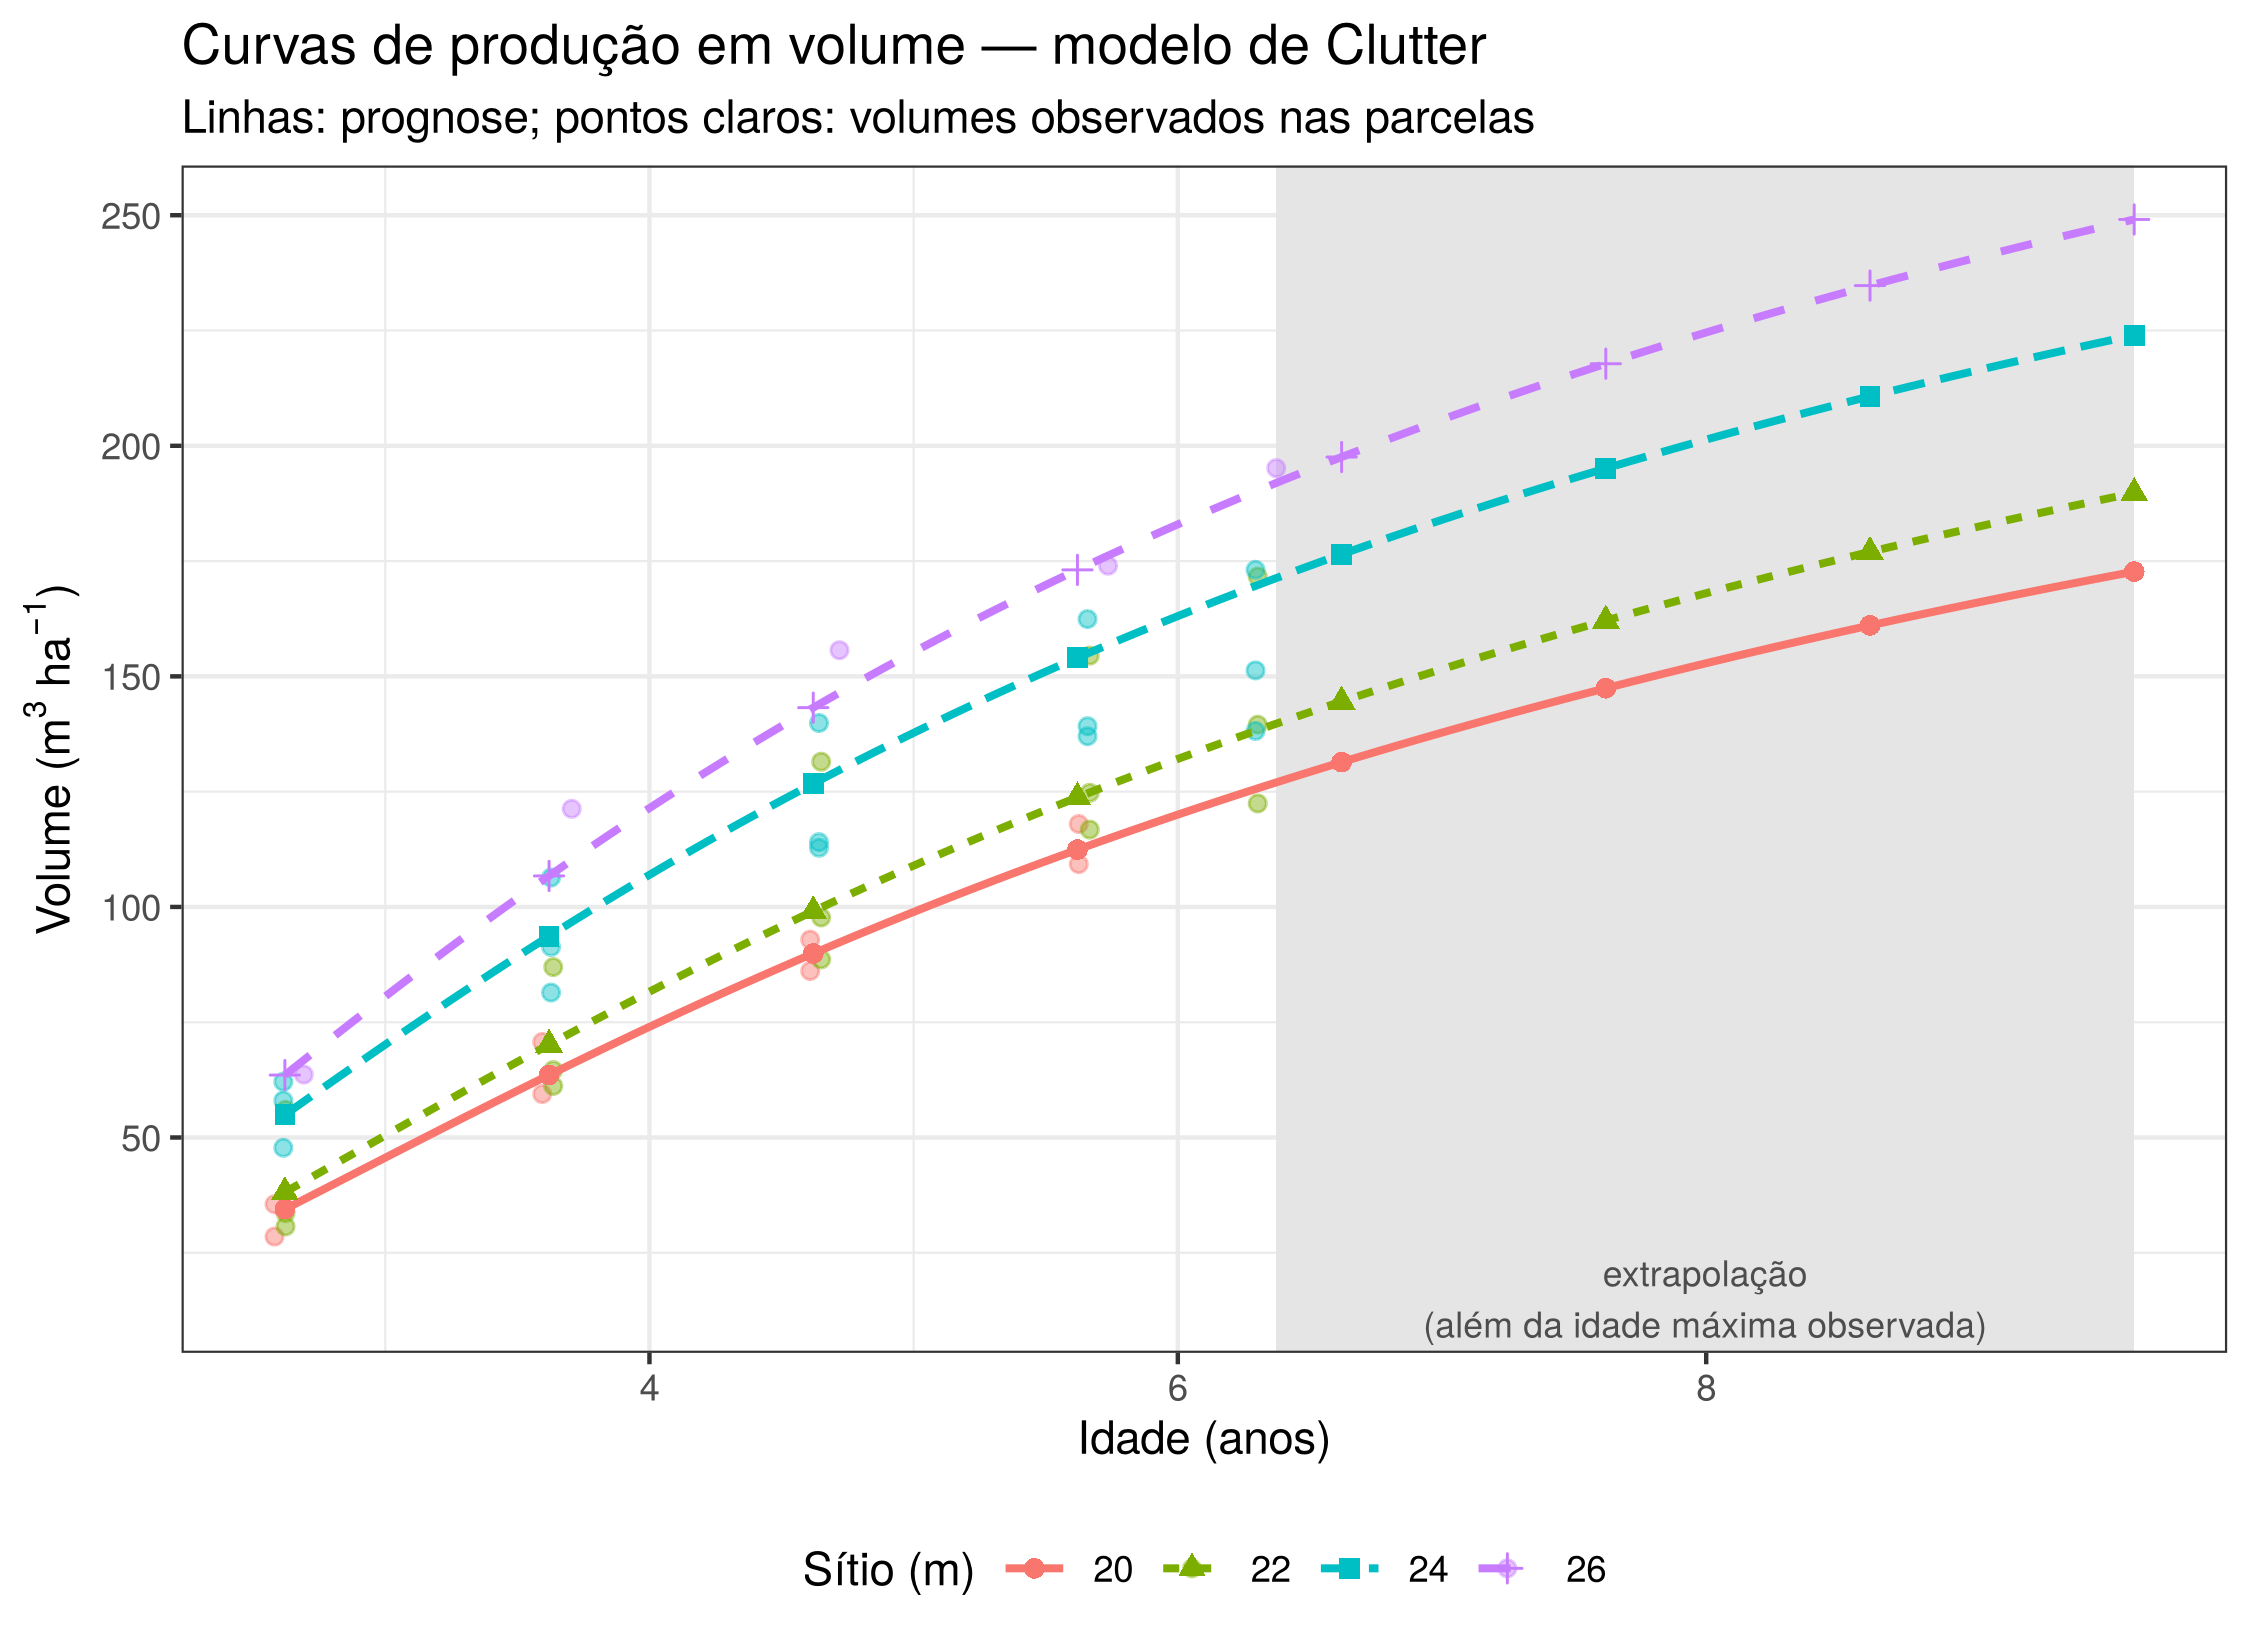 Curvas de produção em volume — modelo de Clutter
Linhas: prognose; pontos claros: volumes observados nas parcelas
Volume (m³ ha⁻¹)
250
200
150
100
50
extrapolação
(além da idade máxima observada)
4 6 8
Idade (anos)
Sítio (m) 20 22 24 26